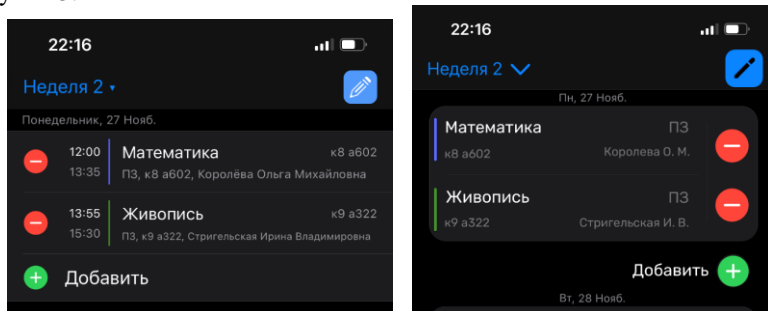 22:16
Неделя 2
Понедельник, 27 Нояб.
12:00 Математика к8 а602
13:35 ПЗ, к8 а602, Королёва Ольга Михайловна
13:55 Живопись к9 а322
15:30 ПЗ, к9 а322, Стригельская Ирина Владимировна
Добавить
22:16
Неделя 2
Пн, 27 Нояб.
Математика ПЗ
к8 а602 Королева О. М.
Живопись ПЗ
к9 а322 Стригельская И. В.
Добавить
Вт, 28 Нояб.